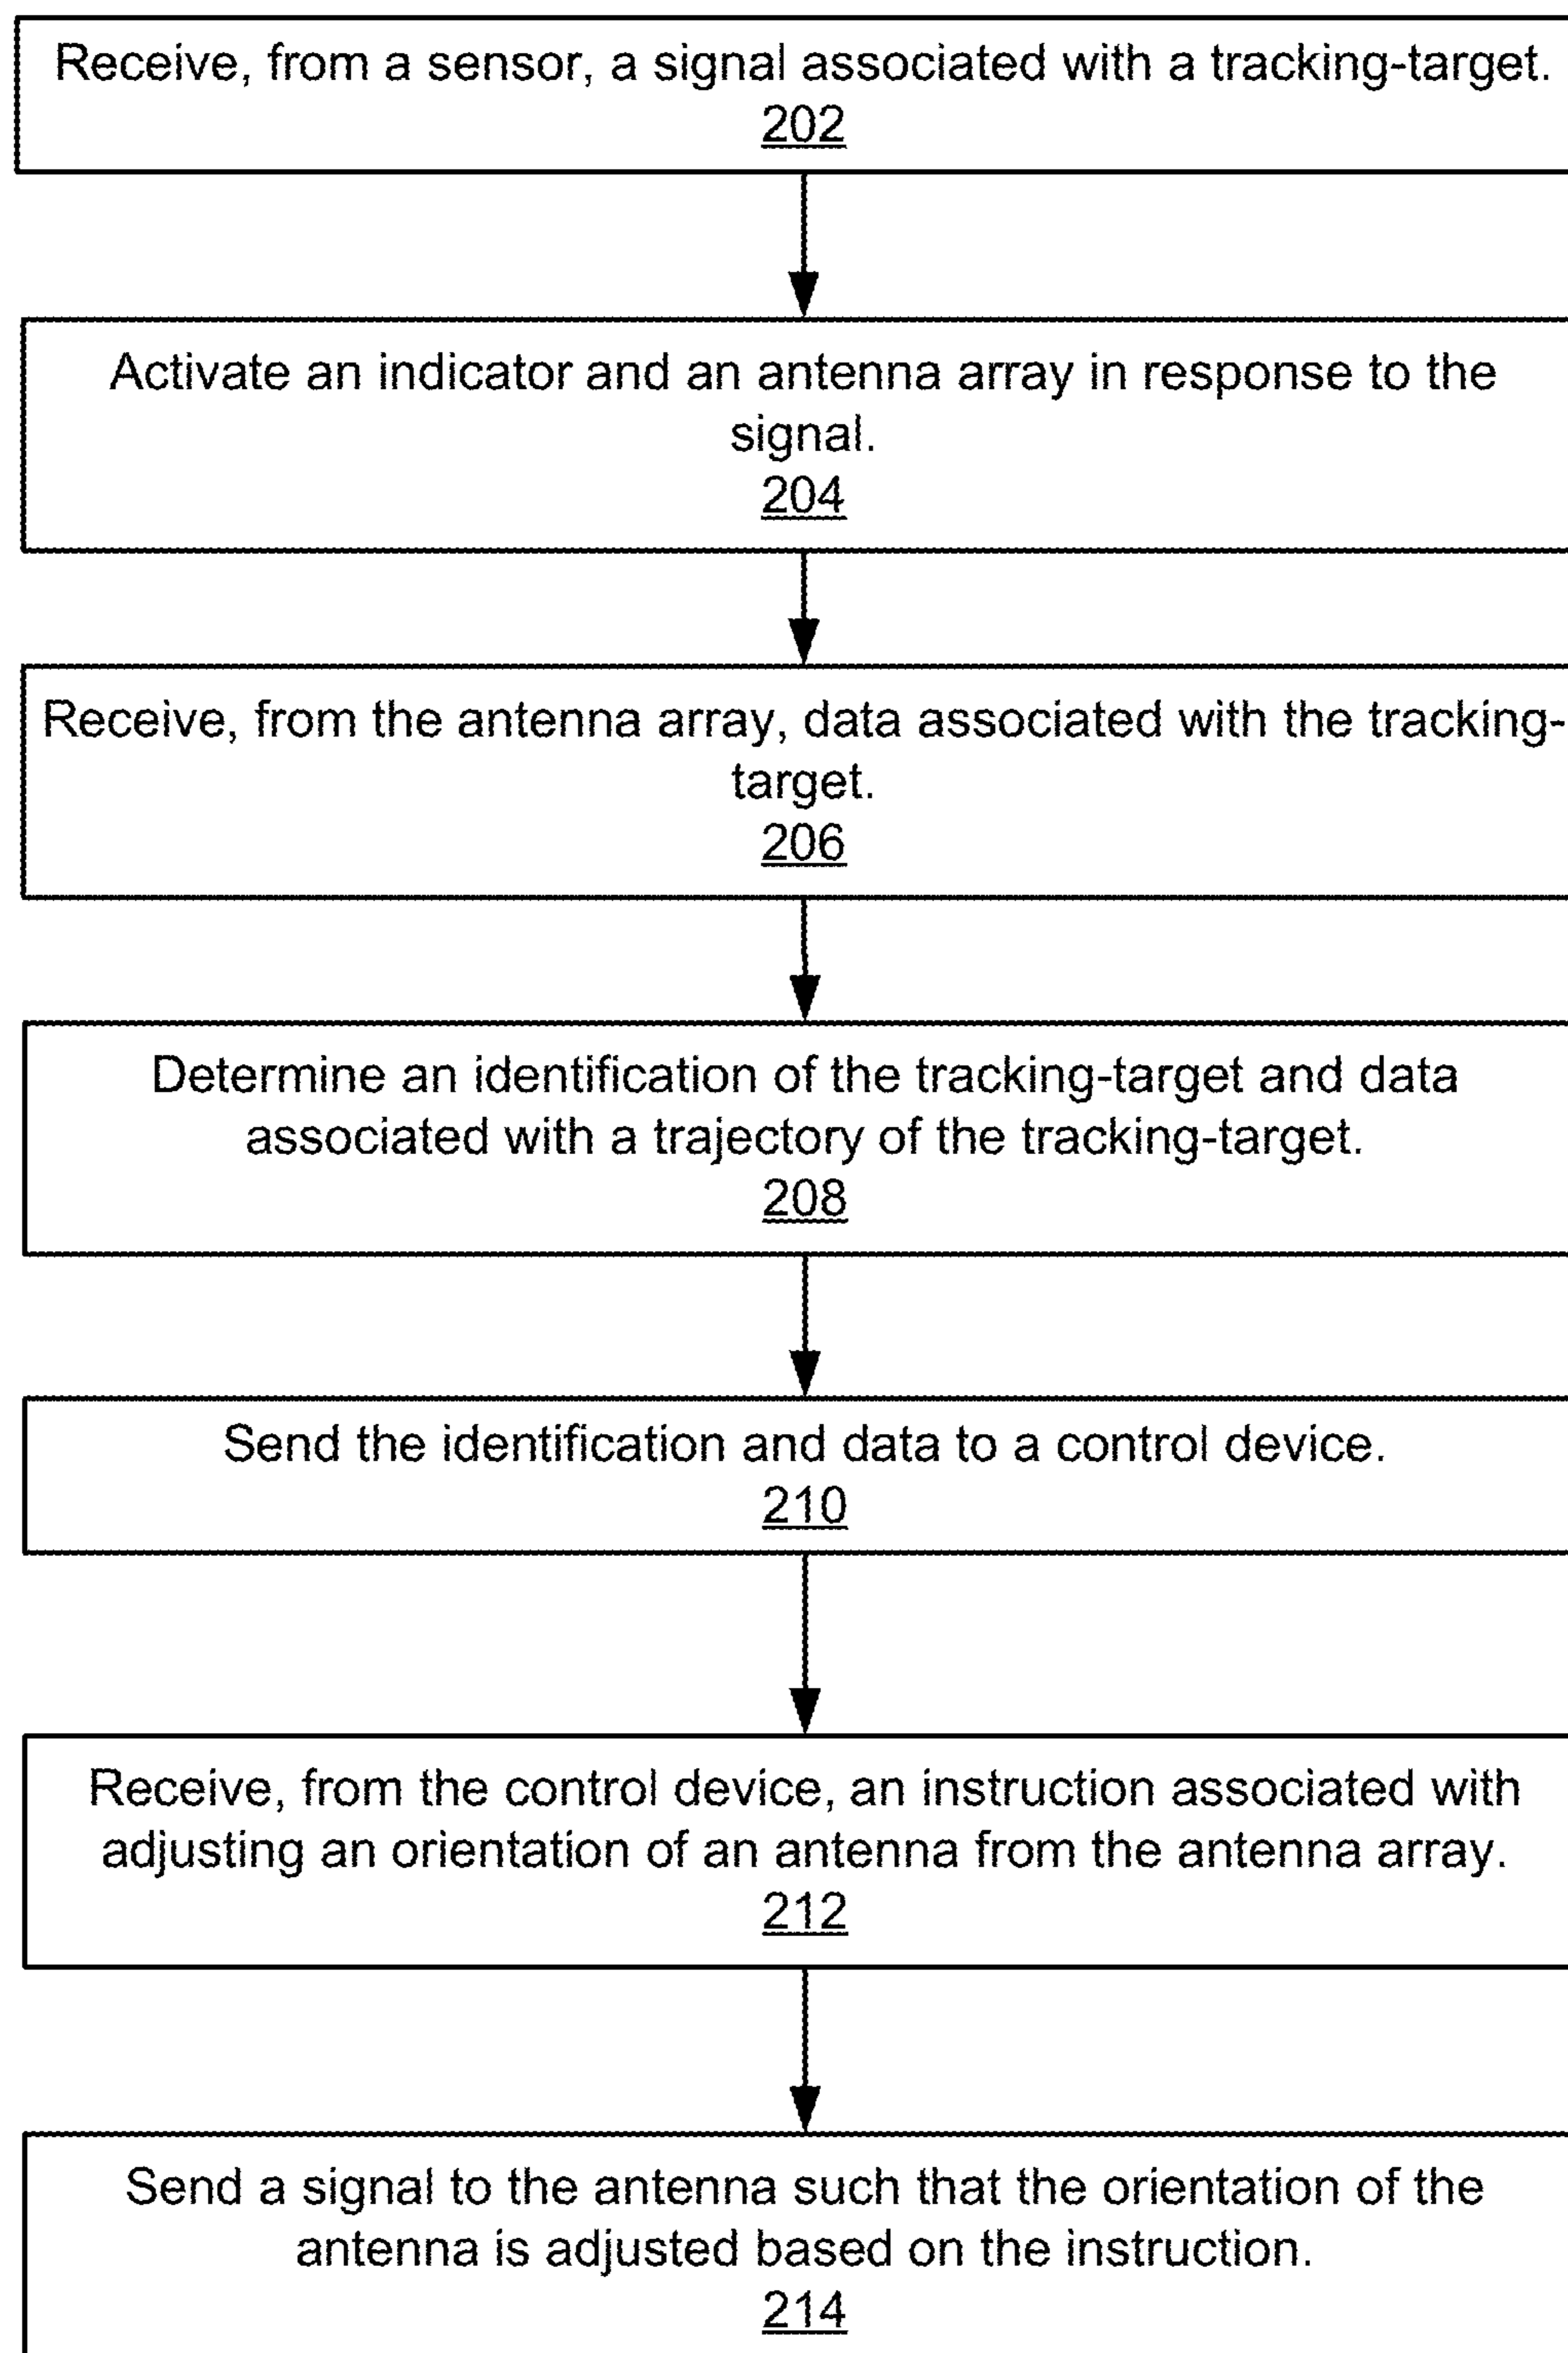 Receive, from a sensor, a signal associated with a tracking-target.
202
Activate an indicator and an antenna array in response to the
signal.
204
Receive, from the antenna array, data associated with the tracking-
target.
206
Determine an identification of the tracking-target and data
associated with a trajectory of the tracking-target.
208
Send the identification and data to a control device.
210
Receive, from the control device, an instruction associated with
adjusting an orientation of an antenna from the antenna array.
212
Send a signal to the antenna such that the orientation of the
antenna is adjusted based on the instruction.
214